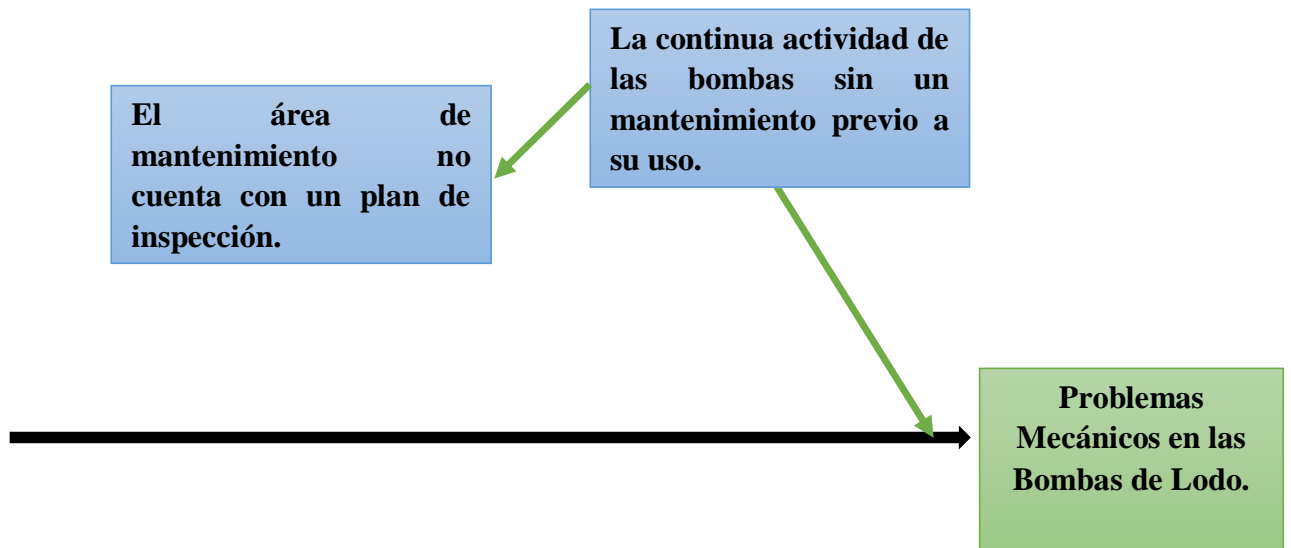 La continua actividad de
las bombas sin un
mantenimiento previo a
su uso.
El área de
mantenimiento no
cuenta con un plan de
inspección.
Problemas
Mecánicos en las
Bombas de Lodo.